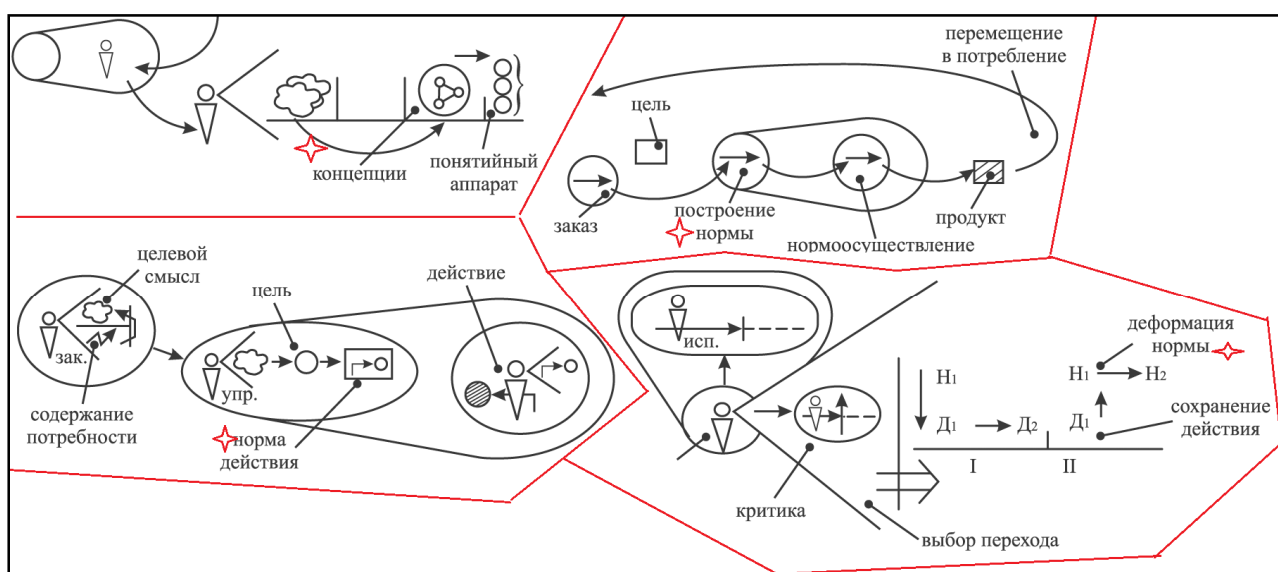 концепции
понятийный
аппарат
перемещение
в потребление
цель
заказ
построение
нормы
нормоосуществление
продукт
целевой
смысл
зак.
содержание
потребности
цель
упр.
норма
действия
действие
исп.
критика
выбор перехода
деформация
нормы
Н1
Н1
Н2
Д1
Д2
Д1
сохранение
действия
I
II